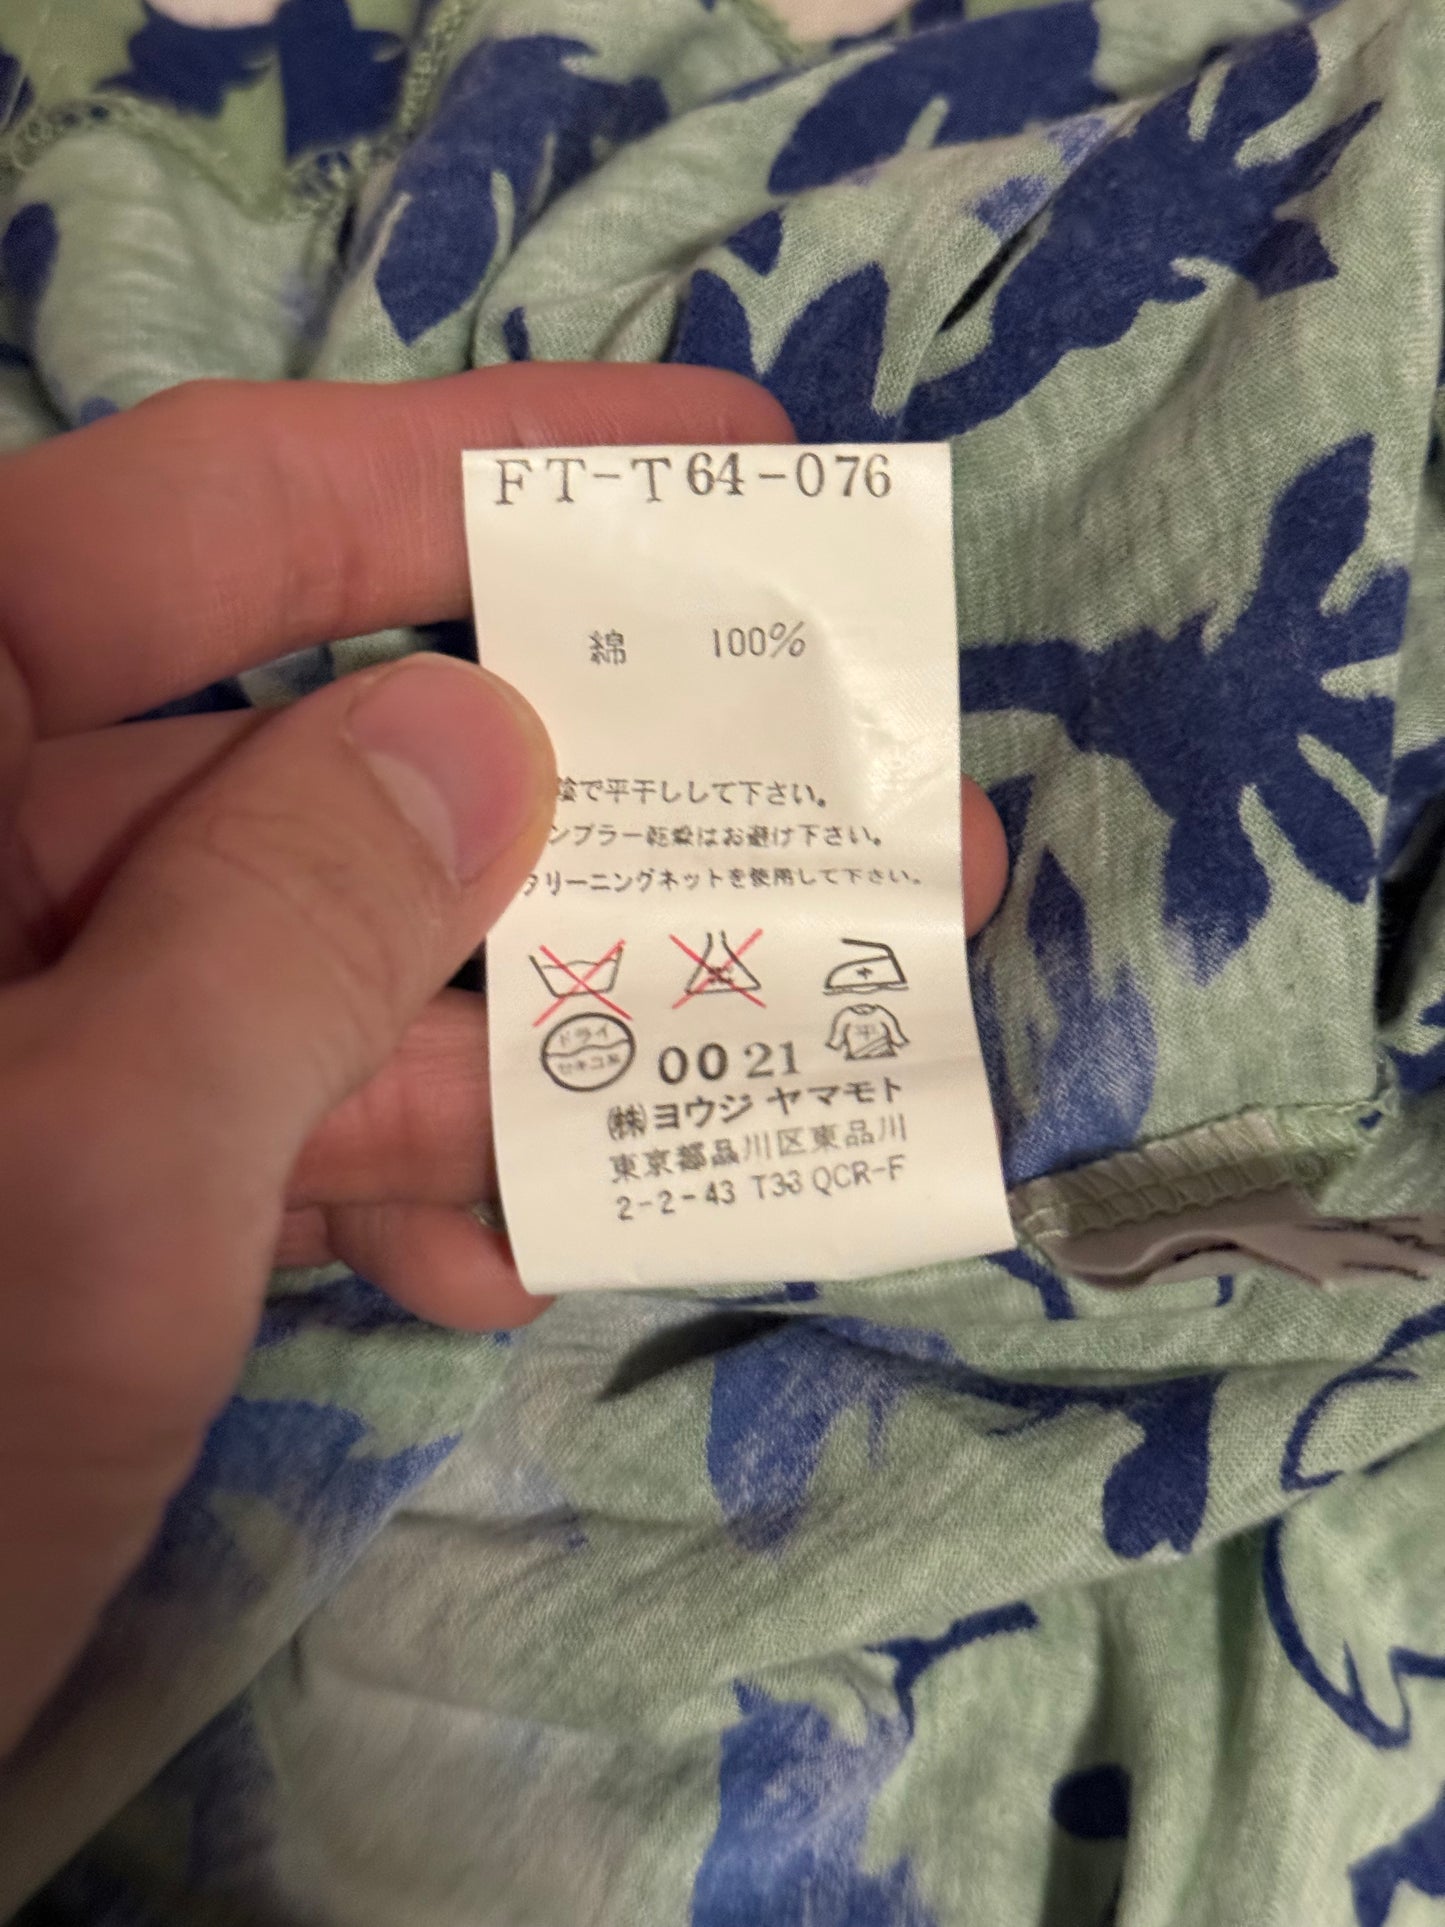 FT-T64-076
綿 100%
陰で平干しして下さい。
ンブラー乾燥はお避け下さい。
クリーニングネットを使用して下さい。
ドライ
セキユ系
平
0021
㈱ヨウジ ヤマモト
東京都品川区東品川
2-2-43 T33 QCR-F